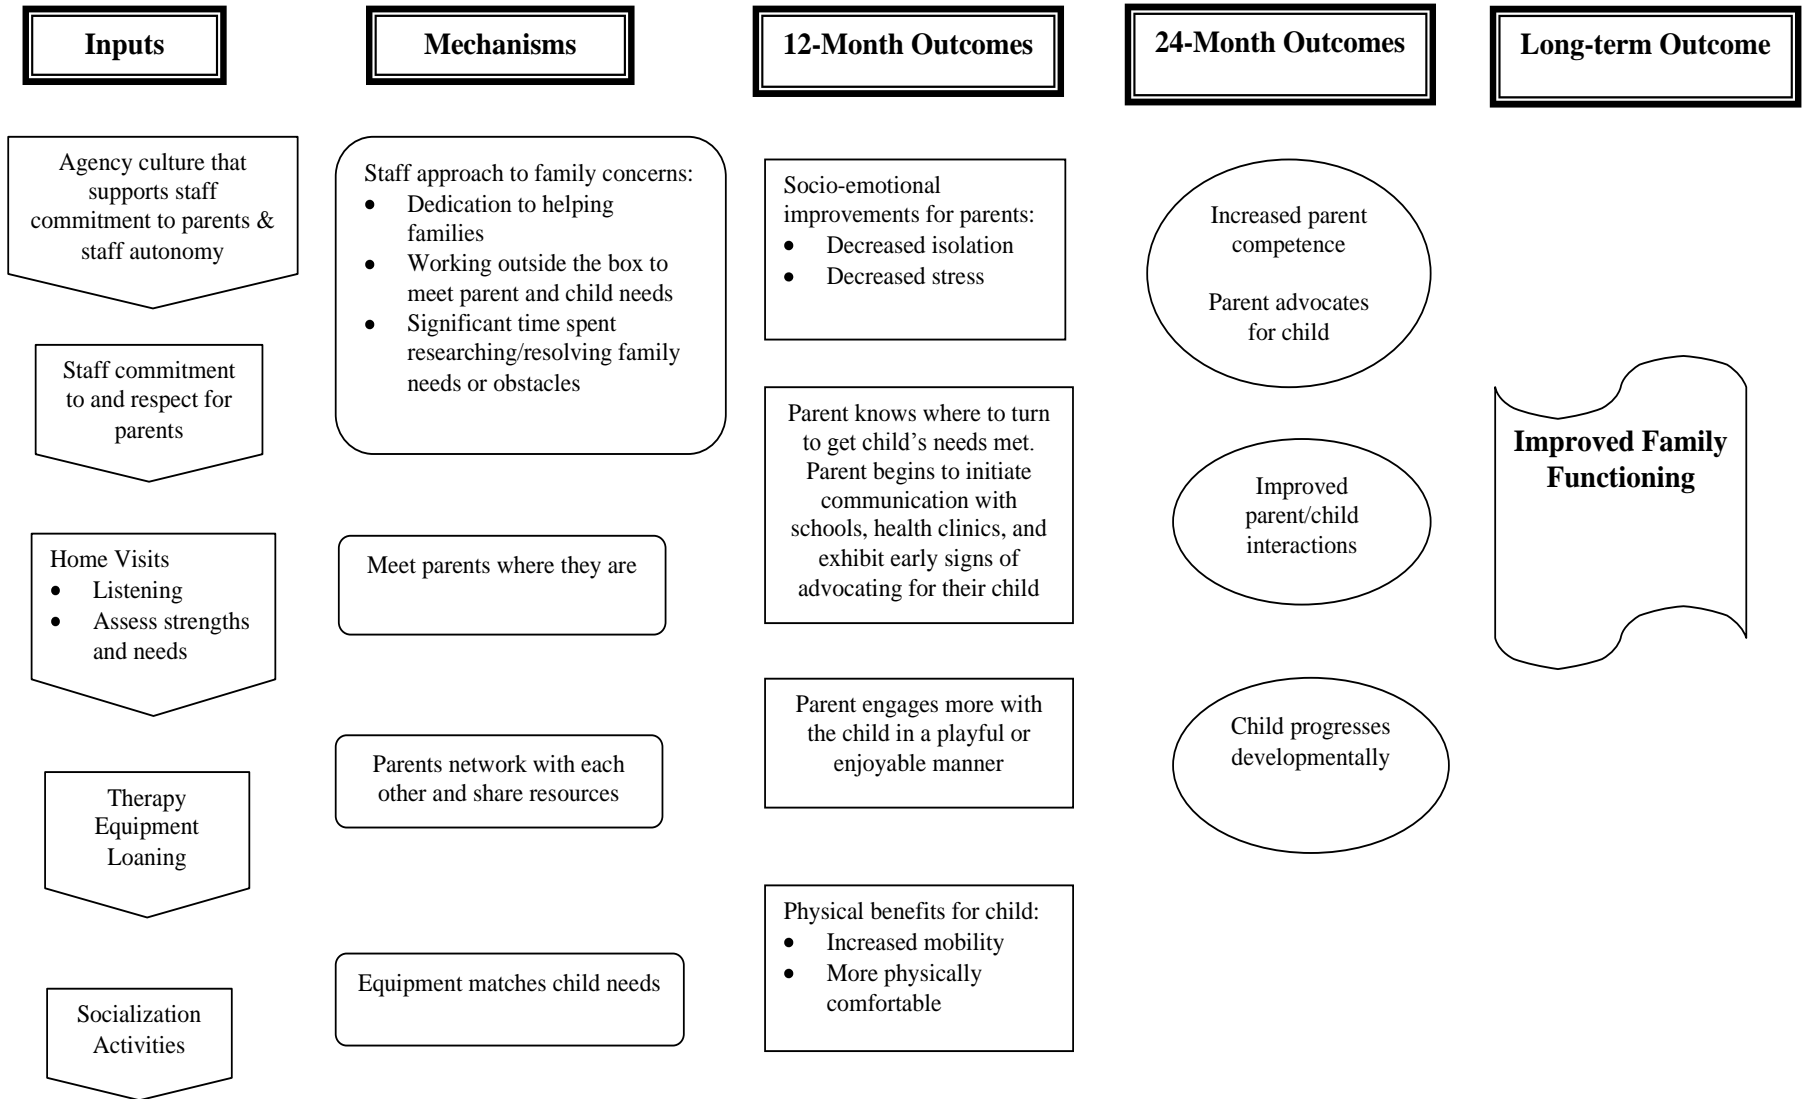 Inputs
Mechanisms
12-Month Outcomes
24-Month Outcomes
Long-term Outcome
Agency culture that
supports staff
commitment to parents &
staff autonomy
Staff commitment
to and respect for
parents
Home Visits
• Listening
• Assess strengths
and needs
Therapy
Equipment
Loaning
Socialization
Activities
Staff approach to family concerns:
• Dedication to helping
families
• Working outside the box to
meet parent and child needs
• Significant time spent
researching/resolving family
needs or obstacles
Meet parents where they are
Parents network with each
other and share resources
Equipment matches child needs
Socio-emotional
improvements for parents:
• Decreased isolation
• Decreased stress
Parent knows where to turn
to get child’s needs met.
Parent begins to initiate
communication with
schools, health clinics, and
exhibit early signs of
advocating for their child
Parent engages more with
the child in a playful or
enjoyable manner
Physical benefits for child:
• Increased mobility
• More physically
comfortable
Increased parent
competence
Parent advocates
for child
Improved
parent/child
interactions
Child progresses
developmentally
Improved Family
Functioning